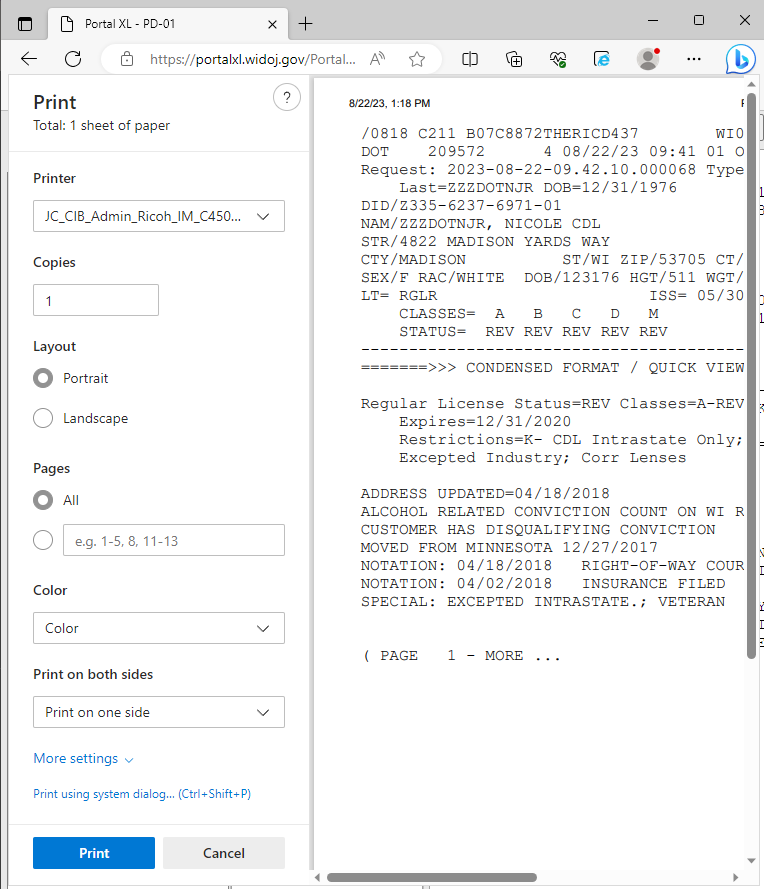 Portal XL - PD-01
https://portalxl.widoj.gov/Portal...
Print
?
Total: 1 sheet of paper
Printer
JC_CIB_Admin_Ricoh_IM_C450...
Copies
1
Layout
Portrait
Landscape
Pages
All
e.g. 1-5, 8, 11-13
Color
Color
Print on both sides
Print on one side
More settings
Print using system dialog... (Ctrl+Shift+P)
Print
Cancel
8/22/23, 1:18 PM
/0818 C211 B07C8872THERICD437 WI0
DOT 209572 4 08/22/23 09:41 01 O
Request: 2023-08-22-09.42.10.000068 Type
Last=ZZZDOTNJR DOB=12/31/1976
DID/Z335-6237-6971-01
NAM/ZZZDOTNJR, NICOLE CDL
STR/4822 MADISON YARDS WAY
CTY/MADISON ST/WI ZIP/53705 CT/
SEX/F RAC/WHITE DOB/123176 HGT/511 WGT/
LT= RGLR ISS= 05/30
CLASSES= A B C D M
STATUS= REV REV REV REV REV
----------------------------------------
=======>>> CONDENSED FORMAT / QUICK VIEW
Regular License Status=REV Classes=A-REV
Expires=12/31/2020
Restrictions=K- CDL Intrastate Only;
Excepted Industry; Corr Lenses
ADDRESS UPDATED=04/18/2018
ALCOHOL RELATED CONVICTION COUNT ON WI R
CUSTOMER HAS DISQUALIFYING CONVICTION
MOVED FROM MINNESOTA 12/27/2017
NOTATION: 04/18/2018 RIGHT-OF-WAY COUR
NOTATION: 04/02/2018 INSURANCE FILED
SPECIAL: EXCEPTED INTRASTATE.; VETERAN
( PAGE 1 - MORE ...